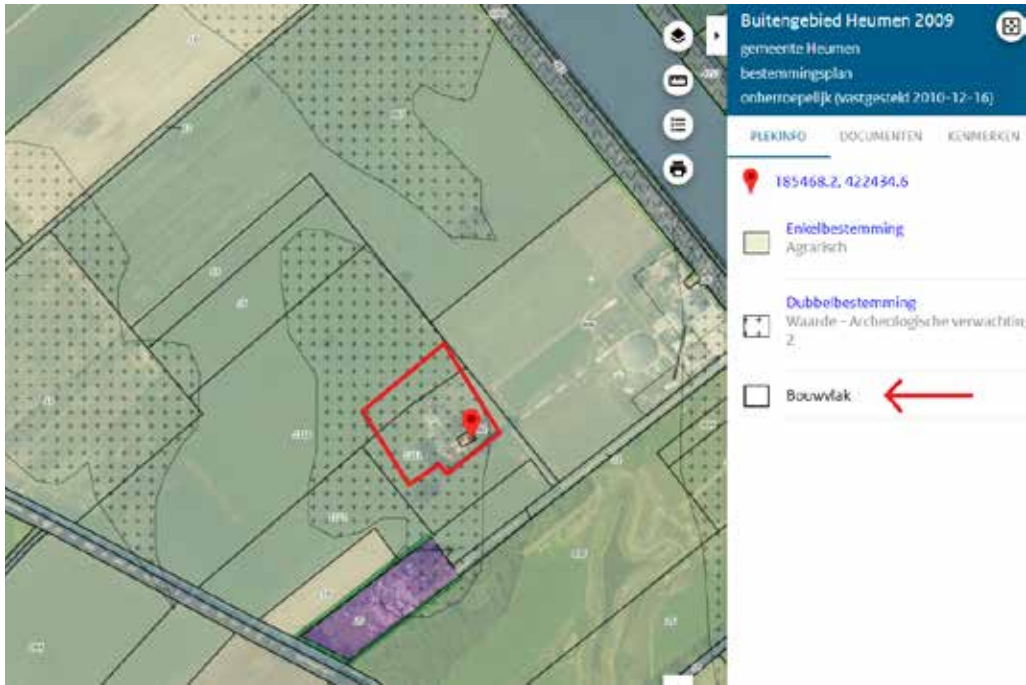 Buitengebied Heumen 2009
gemeente Heumen
bestemmingsplan
onherroepelijk (vastgesteld 2010-12-16)
PLEKINFO DOCUMENTEN KENMERKEN
185468.2, 422434.6
Enkelbestemming
Agrarisch
Dubbelbestemming
Waarde - Archeologische verwachting
2
Bouwvlak